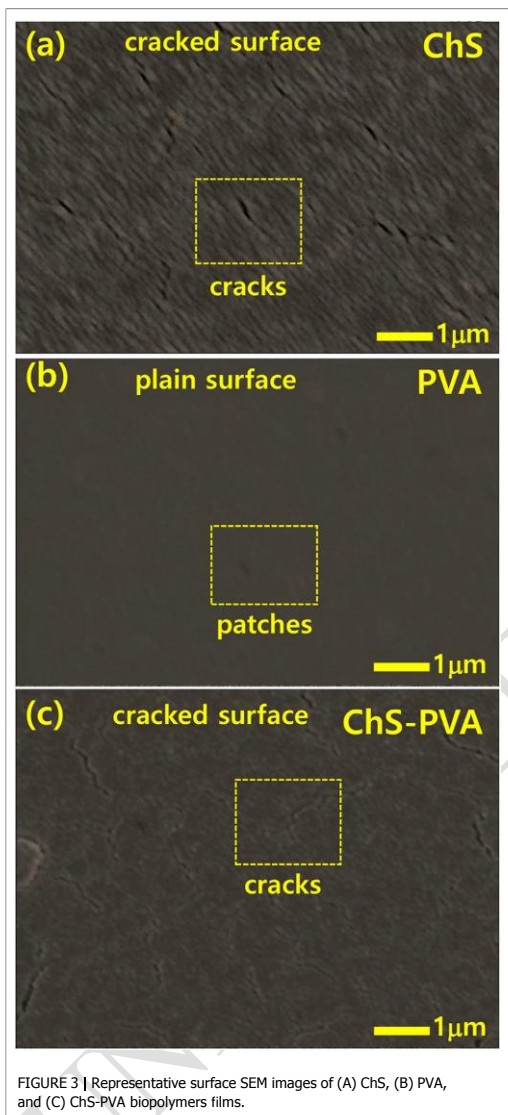 (a) cracked surface ChS
cracks
1μm
(b) plain surface PVA
patches
1μm
(c) cracked surface ChS-PVA
cracks
1μm
FIGURE 3 | Representative surface SEM images of (A) ChS, (B) PVA,
and (C) ChS-PVA biopolymers films.